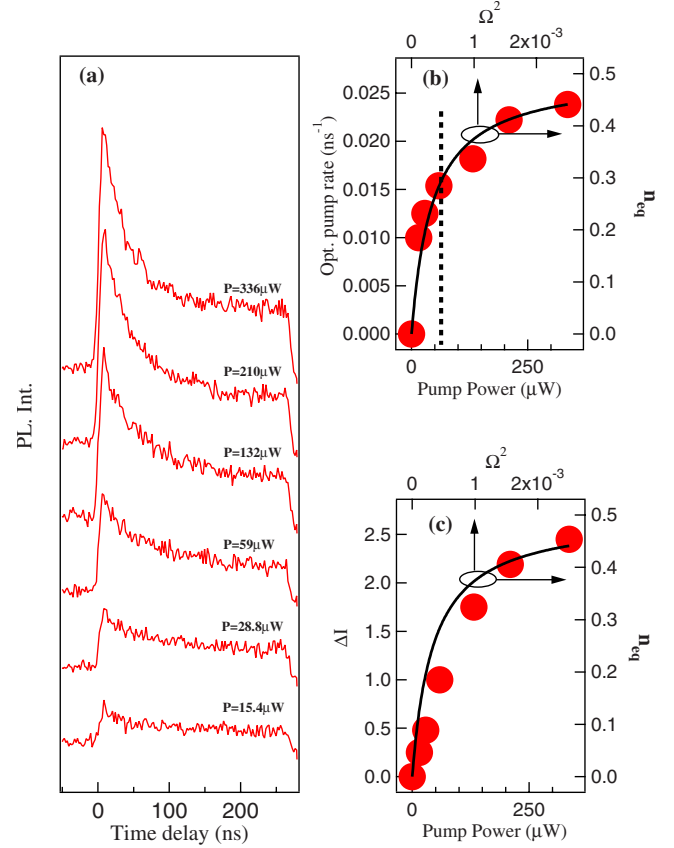 (a)
PL. Int.
P=336μW
P=210μW
P=132μW
P=59μW
P=28.8μW
P=15.4μW
0 100 200
Time delay (ns)
Ω²
0 1 2x10⁻³
(b)
Opt. pump rate (ns⁻¹)
0.025
0.020
0.015
0.010
0.005
0.000
0.5
0.4
0.3
0.2
0.1
0.0
n_eq
0 250
Pump Power (μW)
Ω²
0 1 2x10⁻³
(c)
ΔI
2.5
2.0
1.5
1.0
0.5
0.0
0.5
0.4
0.3
0.2
0.1
0.0
n_eq
0 250
Pump Power (μW)